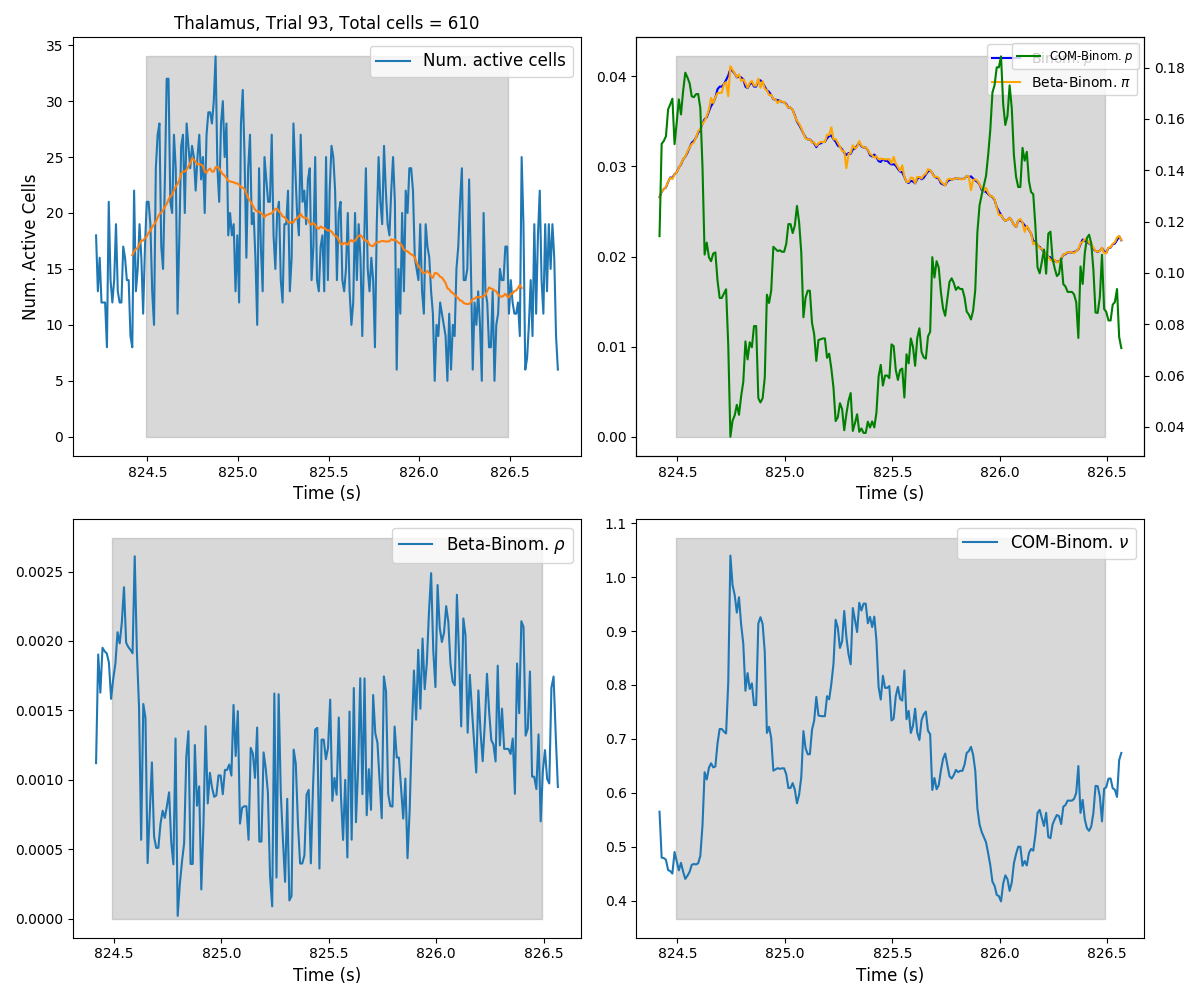 Thalamus, Trial 93, Total cells = 610
35
30
25
20
15
10
5
0
Num. Active Cells
Num. active cells
824.5 825.0 825.5 826.0 826.5
Time (s)
0.04
0.03
0.02
0.01
0.00
COM-Binom. p
Beta-Binom. π
0.18
0.16
0.14
0.12
0.10
0.08
0.06
0.04
824.5 825.0 825.5 826.0 826.5
Time (s)
0.0025
0.0020
0.0015
0.0010
0.0005
0.0000
Beta-Binom. ρ
824.5 825.0 825.5 826.0 826.5
Time (s)
1.1
1.0
0.9
0.8
0.7
0.6
0.5
0.4
COM-Binom. ν
824.5 825.0 825.5 826.0 826.5
Time (s)